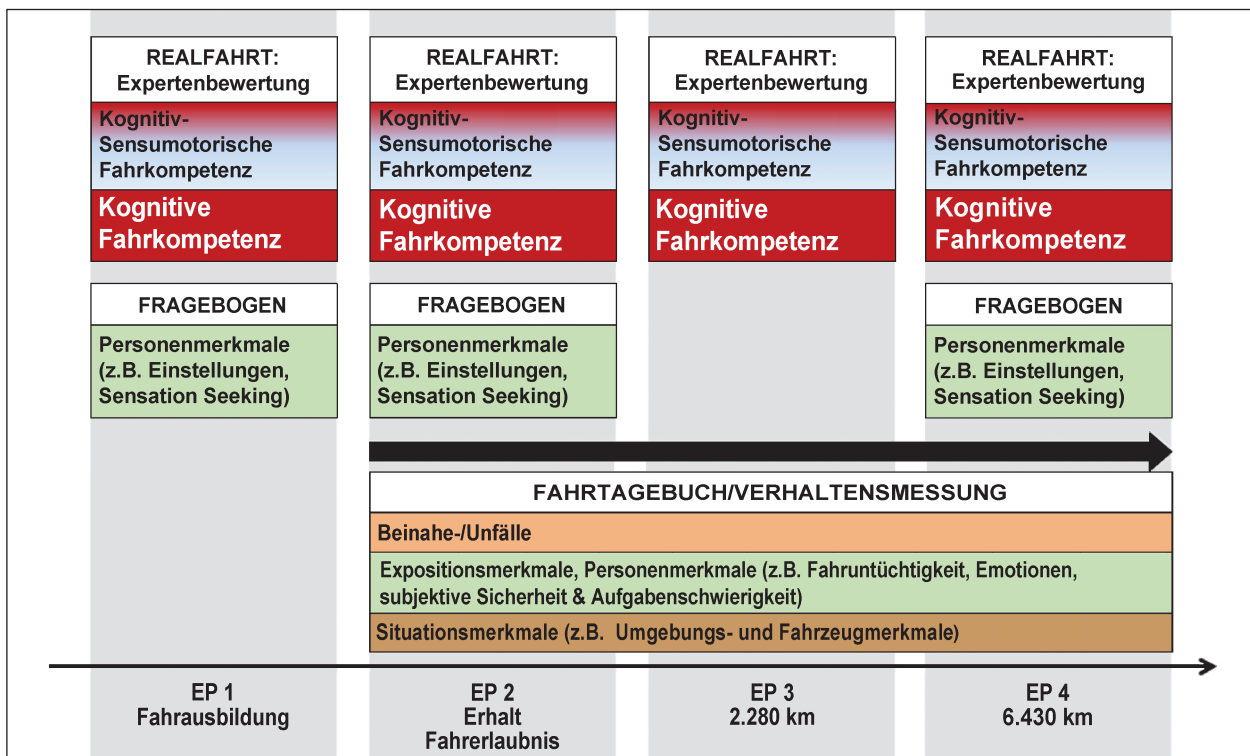 REALFAHRT:
Expertenbewertung
Kognitiv-
Sensumotorische
Fahrkompetenz
Kognitive
Fahrkompetenz
REALFAHRT:
Expertenbewertung
Kognitiv-
Sensumotorische
Fahrkompetenz
Kognitive
Fahrkompetenz
REALFAHRT:
Expertenbewertung
Kognitiv-
Sensumotorische
Fahrkompetenz
Kognitive
Fahrkompetenz
REALFAHRT:
Expertenbewertung
Kognitiv-
Sensumotorische
Fahrkompetenz
Kognitive
Fahrkompetenz
FRAGEBOGEN
Personenmerkmale
(z.B. Einstellungen,
Sensation Seeking)
FRAGEBOGEN
Personenmerkmale
(z.B. Einstellungen,
Sensation Seeking)
FRAGEBOGEN
Personenmerkmale
(z.B. Einstellungen,
Sensation Seeking)
FAHRTAGEBUCH/VERHALTENSMESSUNG
Beinahe-/Unfälle
Expositionsmerkmale, Personenmerkmale (z.B. Fahruntüchtigkeit, Emotionen,
subjektive Sicherheit & Aufgabenschwierigkeit)
Situationsmerkmale (z.B. Umgebungs- und Fahrzeugmerkmale)
EP 1
Fahrausbildung
EP 2
Erhalt
Fahrerlaubnis
EP 3
2.280 km
EP 4
6.430 km